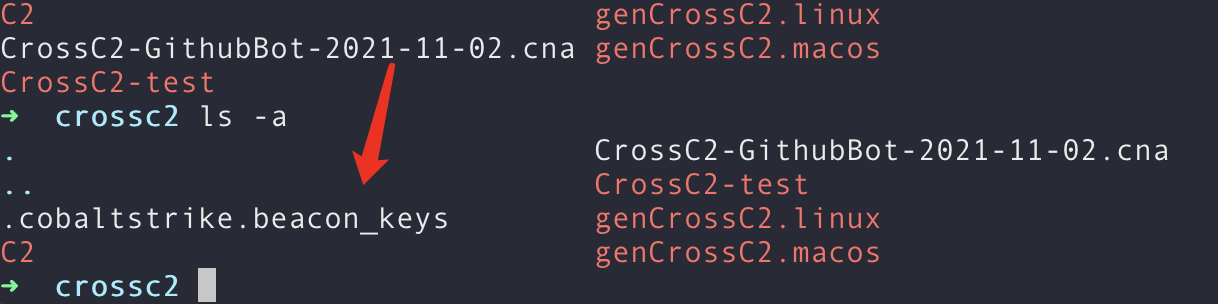 C2 genCrossC2.linux
CrossC2-GithubBot-2021-11-02.cna genCrossC2.macos
CrossC2-test
➜ crossc2 ls -a
. CrossC2-GithubBot-2021-11-02.cna
.. CrossC2-test
.cobaltstrike.beacon_keys genCrossC2.linux
C2 genCrossC2.macos
➜ crossc2